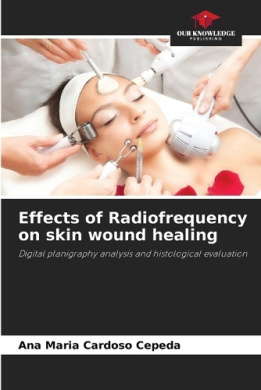 OUR KNOWLEDGE
PUBLISHING
Effects of Radiofrequency
on skin wound healing
Digital planigraphy analysis and histological evaluation
Ana Maria Cardoso Cepeda